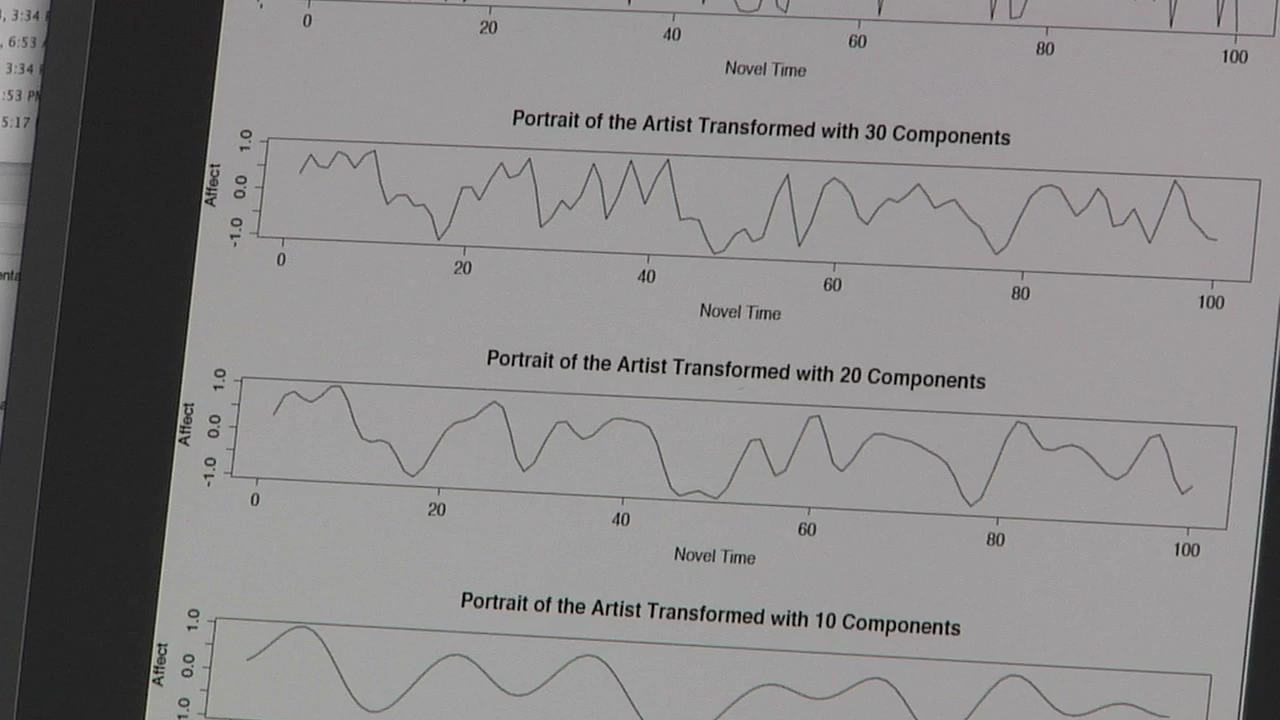 3:34
6:53
3:34
:53 PM
5:17
0 20 40 60 80 100
Novel Time
Portrait of the Artist Transformed with 30 Components
Affect
1.0
0.0
-1.0
0 20 40 60 80 100
Novel Time
Portrait of the Artist Transformed with 20 Components
Affect
1.0
0.0
-1.0
0 20 40 60 80 100
Novel Time
Portrait of the Artist Transformed with 10 Components
Affect
1.0
0.0
1.0